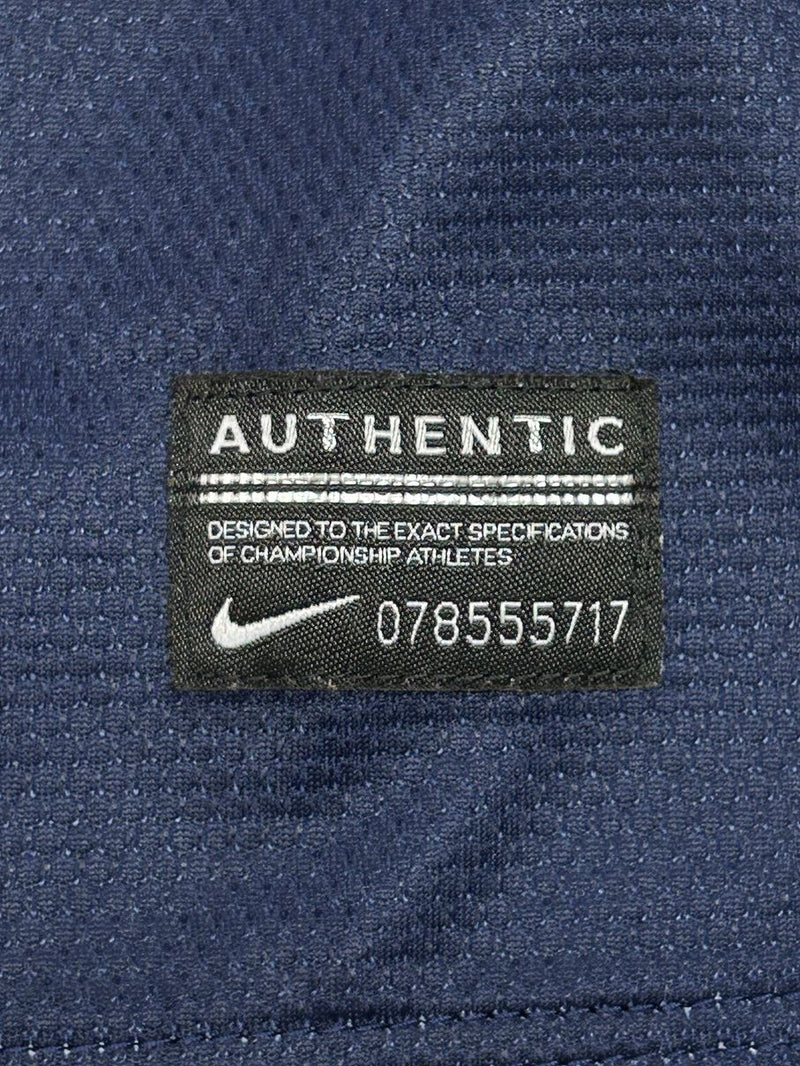 AUTHENTIC
DESIGNED TO THE EXACT SPECIFICATIONS
OF CHAMPIONSHIP ATHLETES
078555717